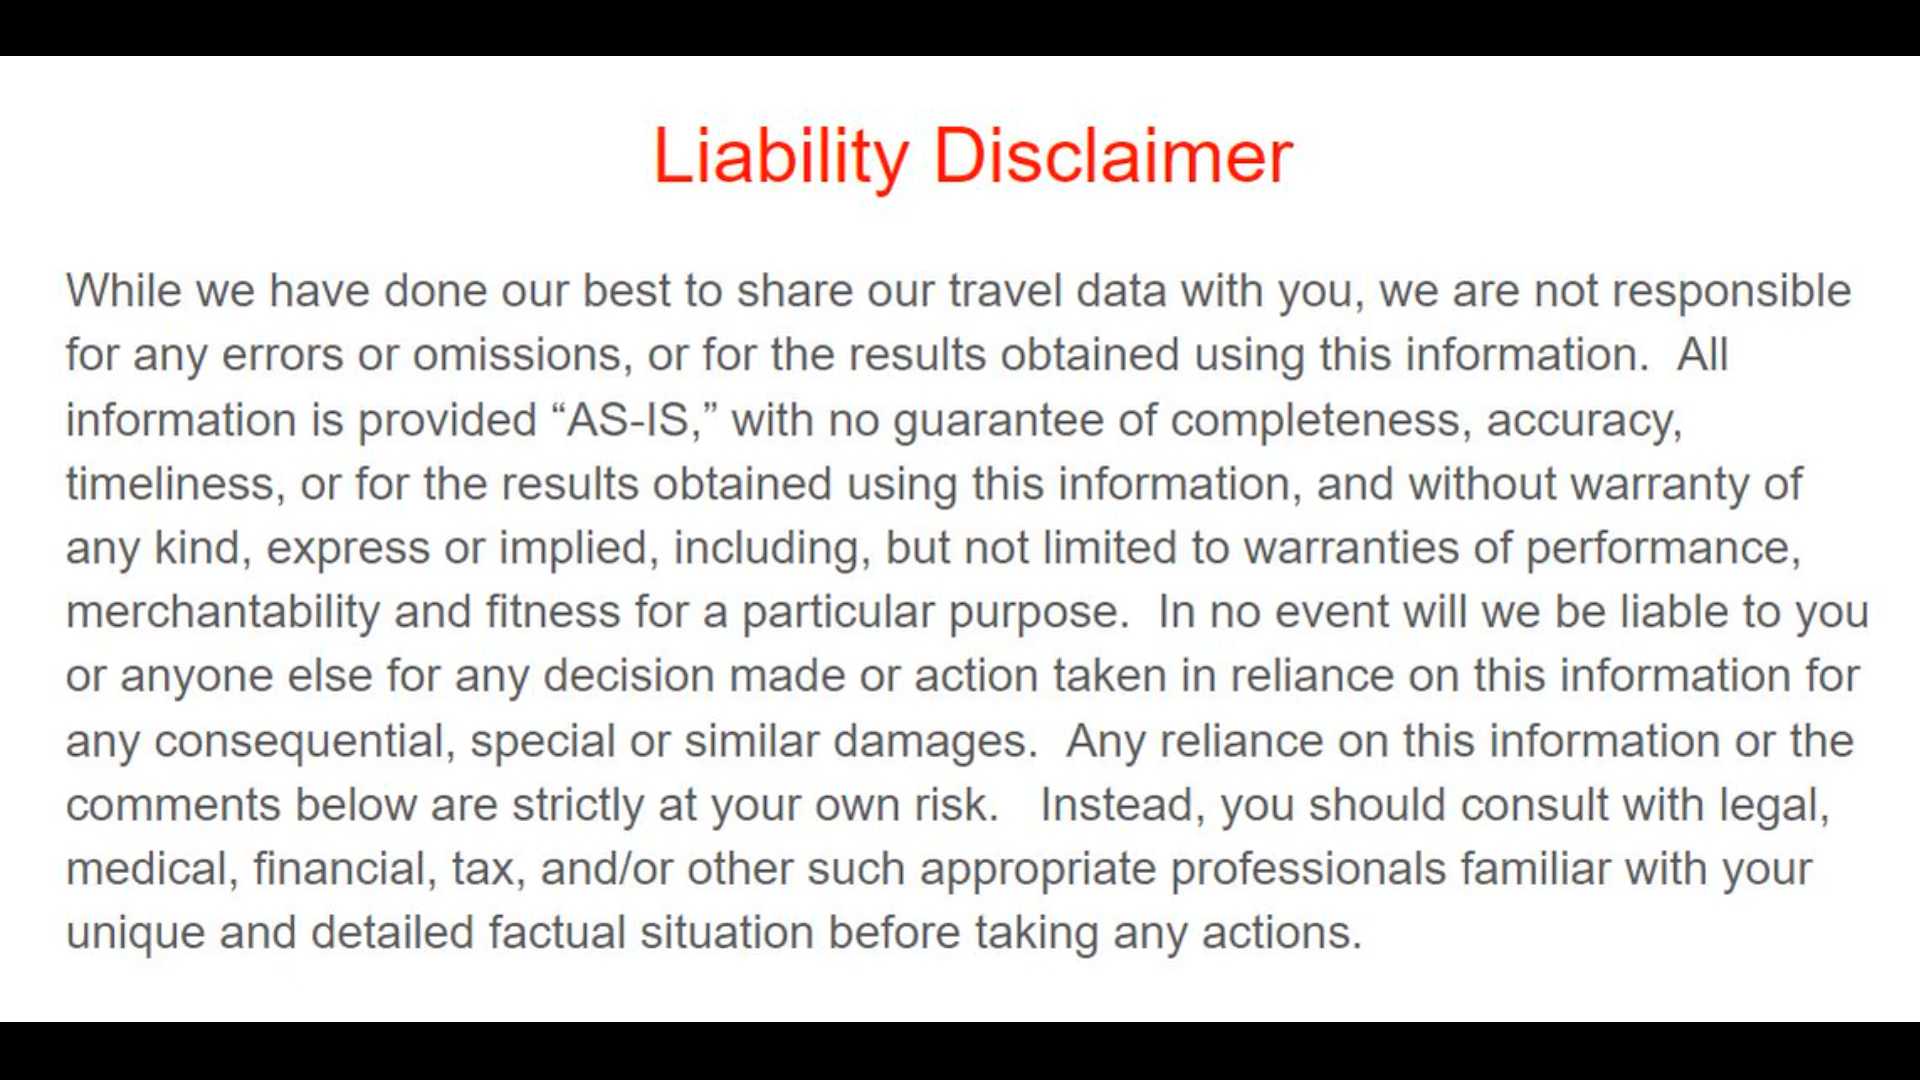 Liability Disclaimer
While we have done our best to share our travel data with you, we are not responsible
for any errors or omissions, or for the results obtained using this information.  All
information is provided “AS-IS,” with no guarantee of completeness, accuracy,
timeliness, or for the results obtained using this information, and without warranty of
any kind, express or implied, including, but not limited to warranties of performance,
merchantability and fitness for a particular purpose.  In no event will we be liable to you
or anyone else for any decision made or action taken in reliance on this information for
any consequential, special or similar damages.  Any reliance on this information or the
comments below are strictly at your own risk.   Instead, you should consult with legal,
medical, financial, tax, and/or other such appropriate professionals familiar with your
unique and detailed factual situation before taking any actions.